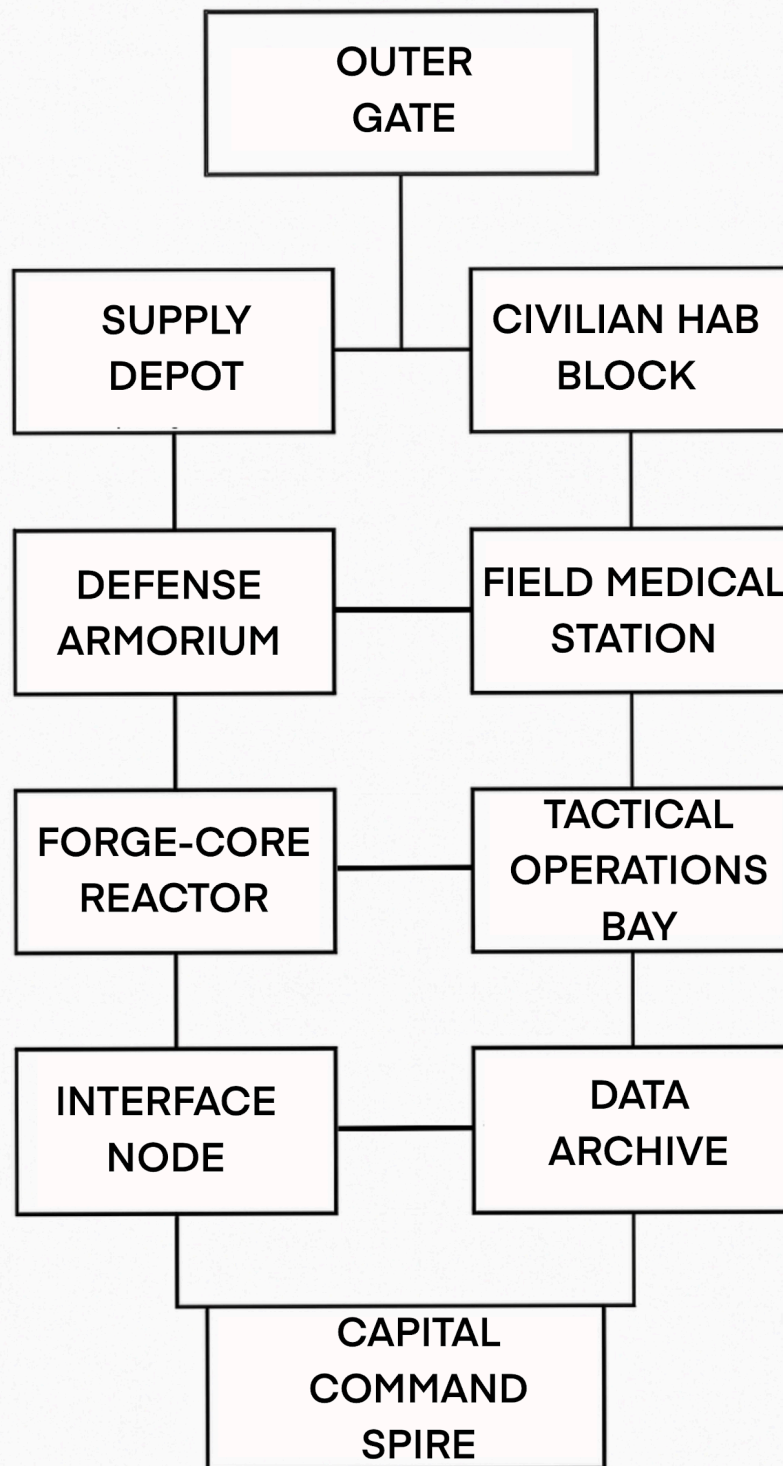 OUTER
GATE
SUPPLY
DEPOT
CIVILIAN HAB
BLOCK
DEFENSE
ARMORIUM
FIELD MEDICAL
STATION
FORGE-CORE
REACTOR
TACTICAL
OPERATIONS
BAY
INTERFACE
NODE
DATA
ARCHIVE
CAPITAL
COMMAND
SPIRE